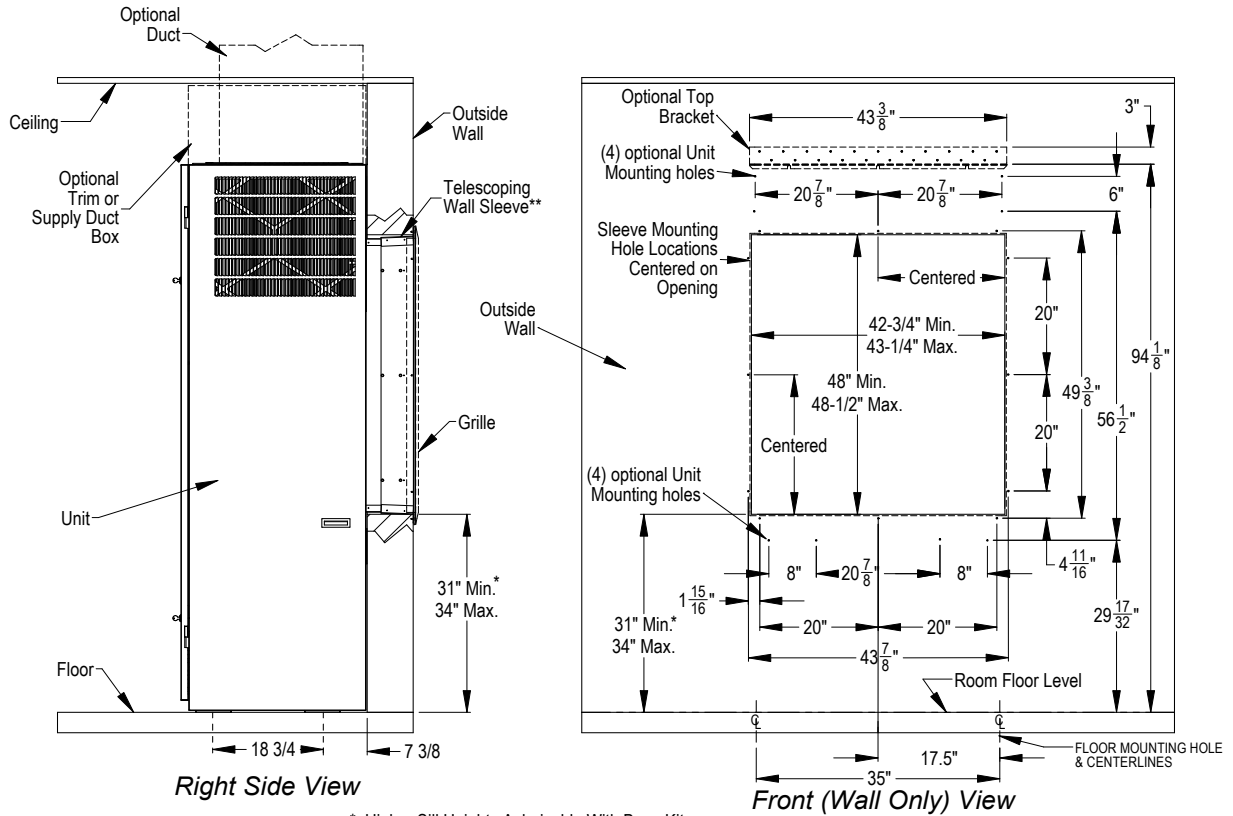 Optional
Duct
Ceiling
Outside
Wall
Optional
Trim or
Supply Duct
Box
Telescoping
Wall Sleeve**
Grille
Unit
31" Min.*
34" Max.
Floor
18 3/4
7 3/8
Right Side View
Optional Top
Bracket
43 3/8"
3"
(4) optional Unit
Mounting holes
20 7/8"
20 7/8"
6"
Sleeve Mounting
Hole Locations
Centered on
Opening
Centered
Outside
Wall
42-3/4" Min.
43-1/4" Max.
20"
94 1/8"
48" Min.
48-1/2" Max.
49 3/8"
56 1/2"
20"
Centered
(4) optional Unit
Mounting holes
8"
20 7/8"
8"
4 11/16"
1 15/16"
29 17/32"
31" Min.*
34" Max.
20"
20"
43 7/8"
Room Floor Level
CL
CL
17.5"
FLOOR MOUNTING HOLE
& CENTERLINES
35"
Front (Wall Only) View